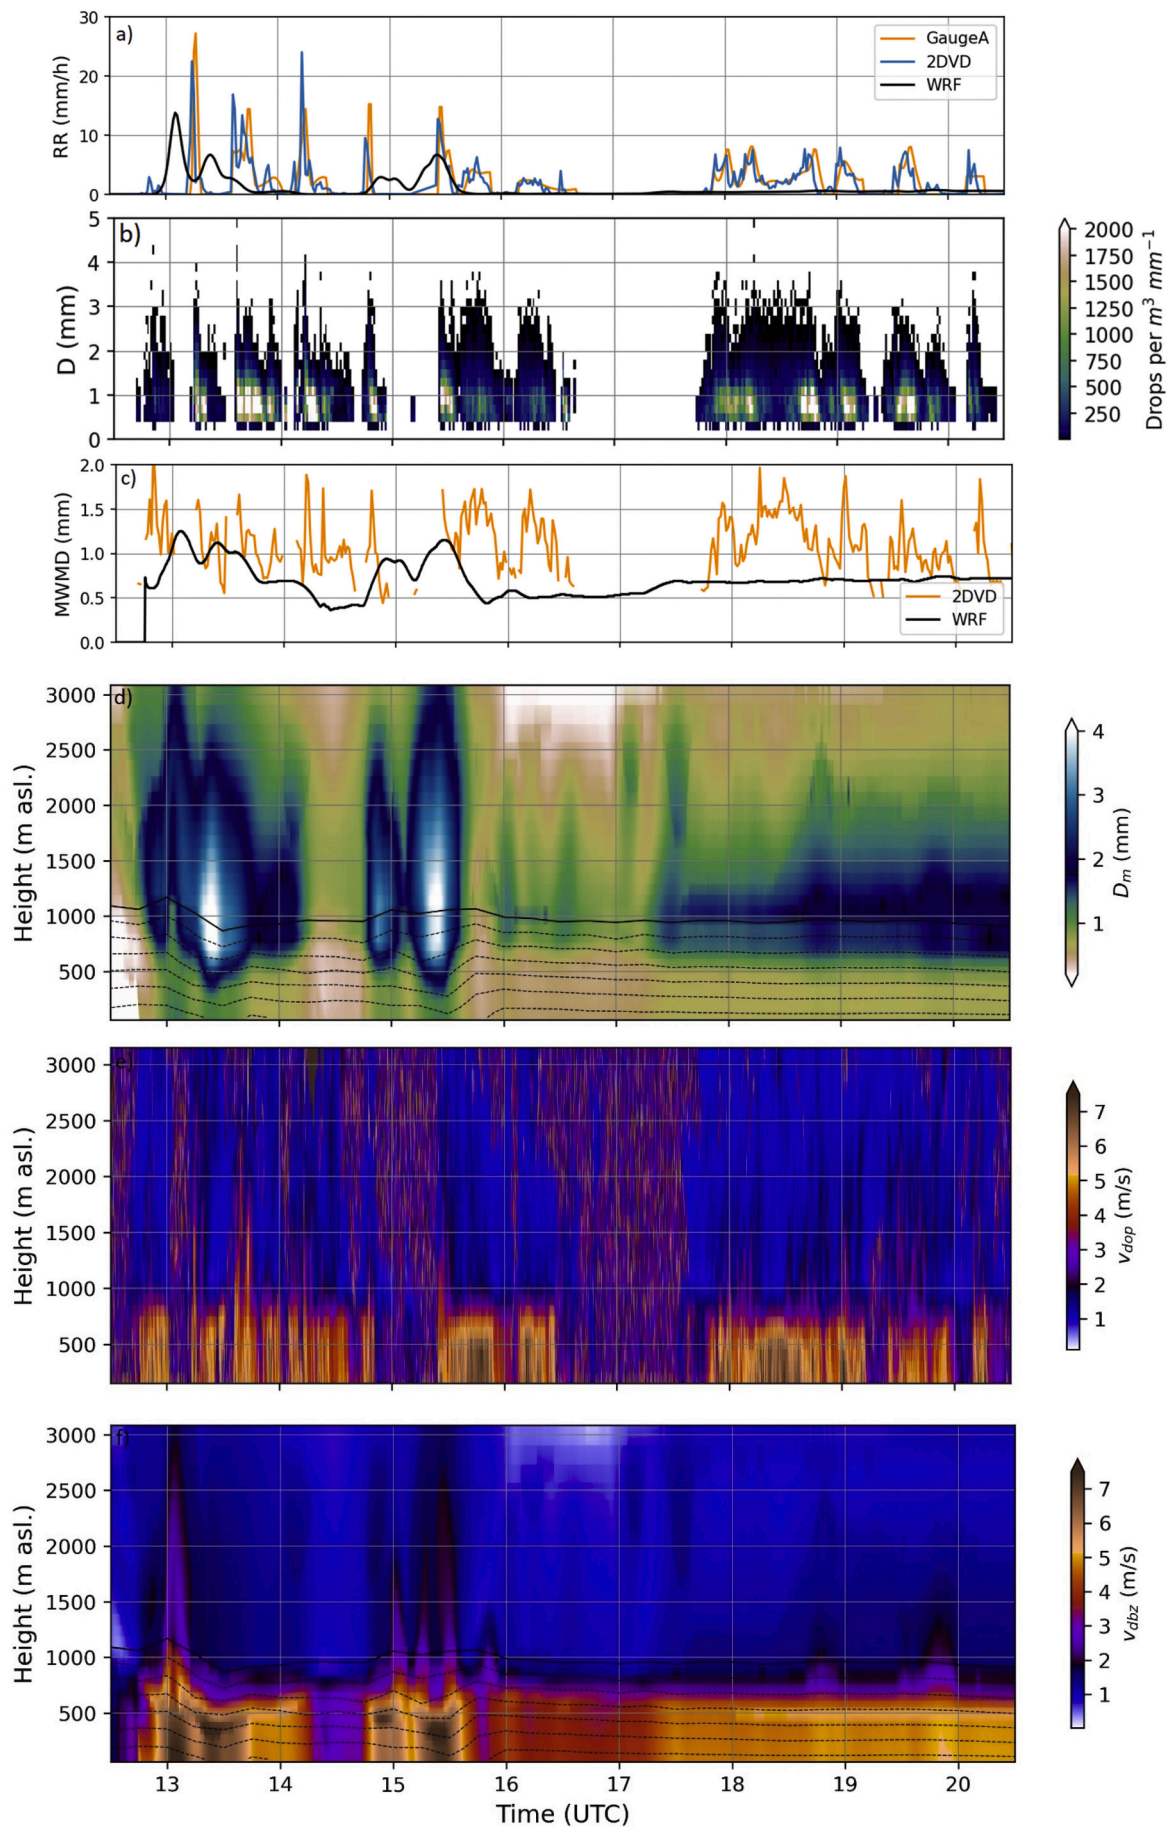 a)
RR (mm/h)
30
20
10
0
GaugeA
2DVD
WRF
b)
D (mm)
5
4
3
2
1
0
2000
1750
1500
1250
1000
750
500
250
Drops per m³ mm⁻¹
c)
MWMD (mm)
2.0
1.5
1.0
0.5
0.0
2DVD
WRF
d)
Height (m asl.)
3000
2500
2000
1500
1000
500
4
3
2
1
Dₘ (mm)
e)
Height (m asl.)
3000
2500
2000
1500
1000
500
7
6
5
4
3
2
1
v_dop (m/s)
f)
Height (m asl.)
3000
2500
2000
1500
1000
500
7
6
5
4
3
2
1
v_dbz (m/s)
13 14 15 16 17 18 19 20
Time (UTC)